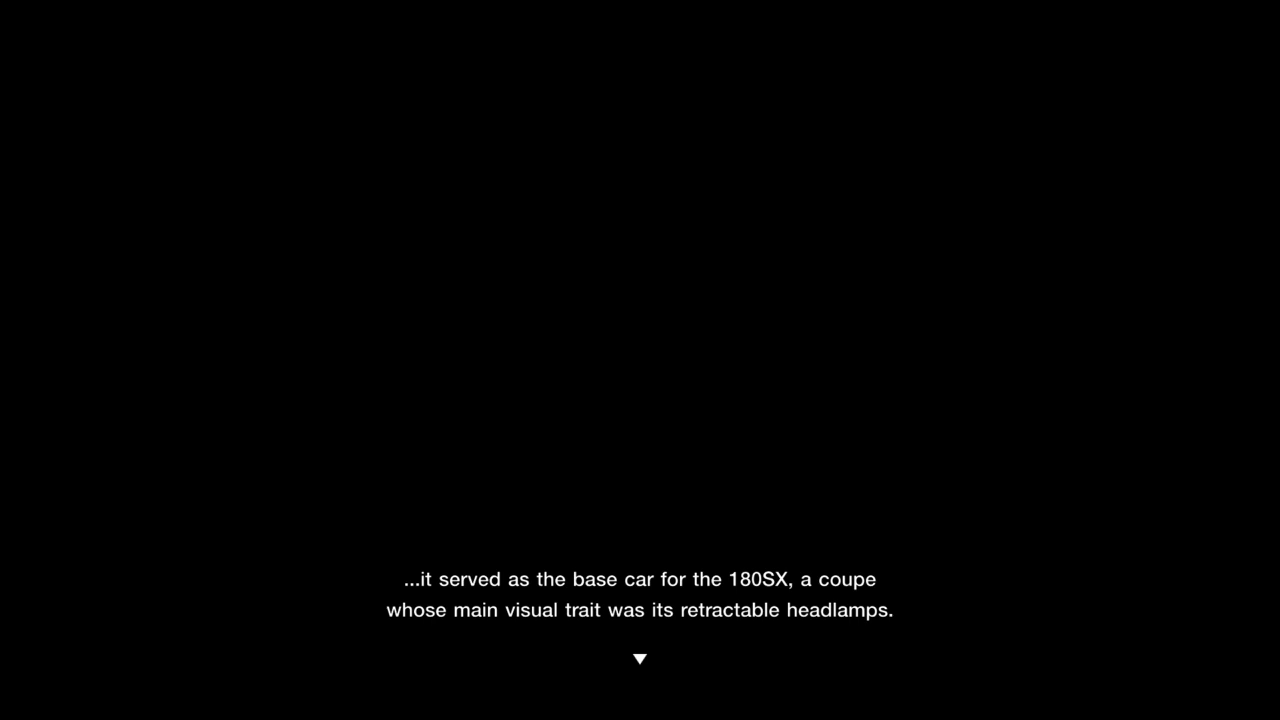 ...it served as the base car for the 180SX, a coupe
whose main visual trait was its retractable headlamps.